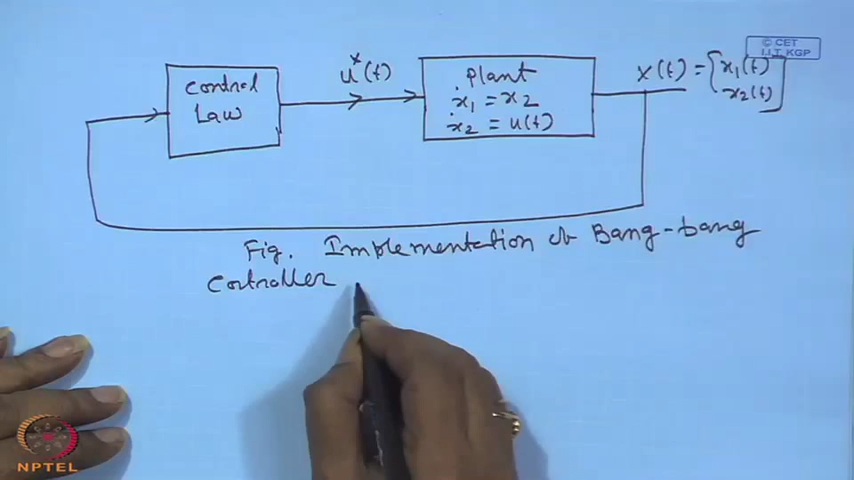 © CET
I.I.T. KGP
control
Law
u*(t)
Plant
ẋ₁ = x₂
ẋ₂ = u(t)
X(t) = [x₁(t)
x₂(t)]
Fig. Implementation of Bang-bang
Controller
NPTEL